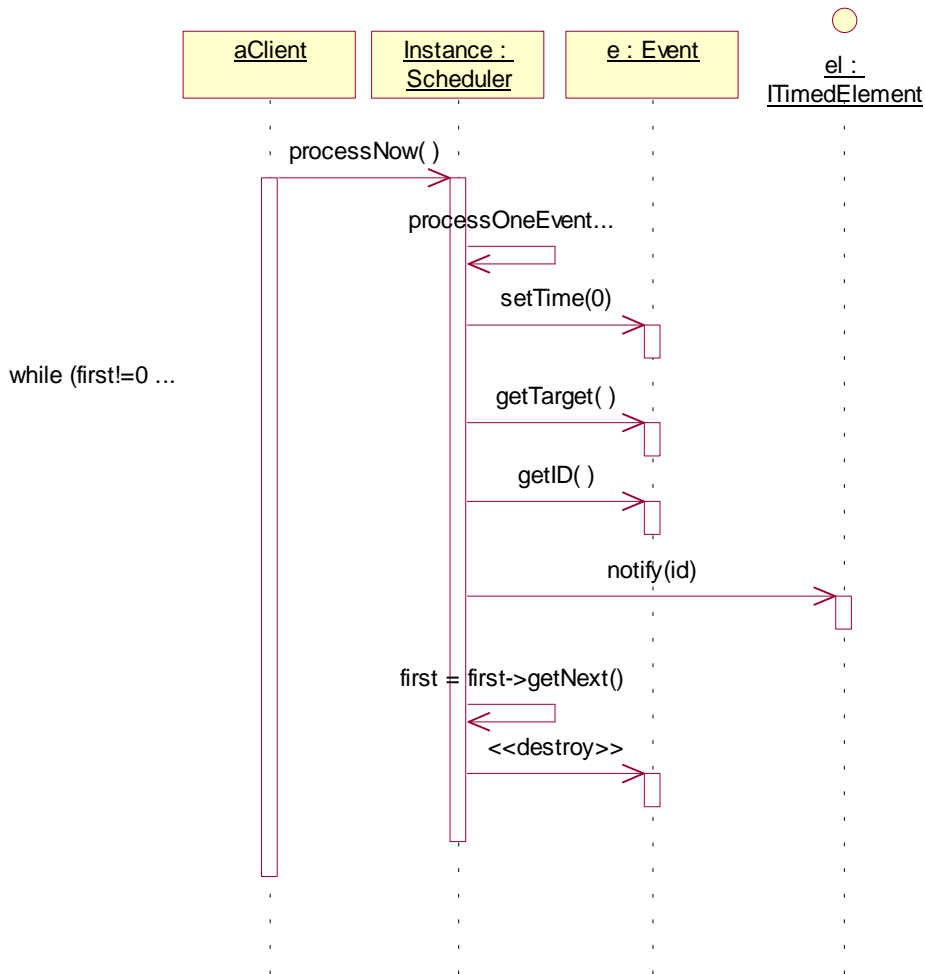 aClient
Instance :
Scheduler
e : Event
el :
ITimedElement
processNow( )
processOneEvent...
setTime(0)
while (first!=0 ...
getTarget( )
getID( )
notify(id)
first = first->getNext()
<<destroy>>